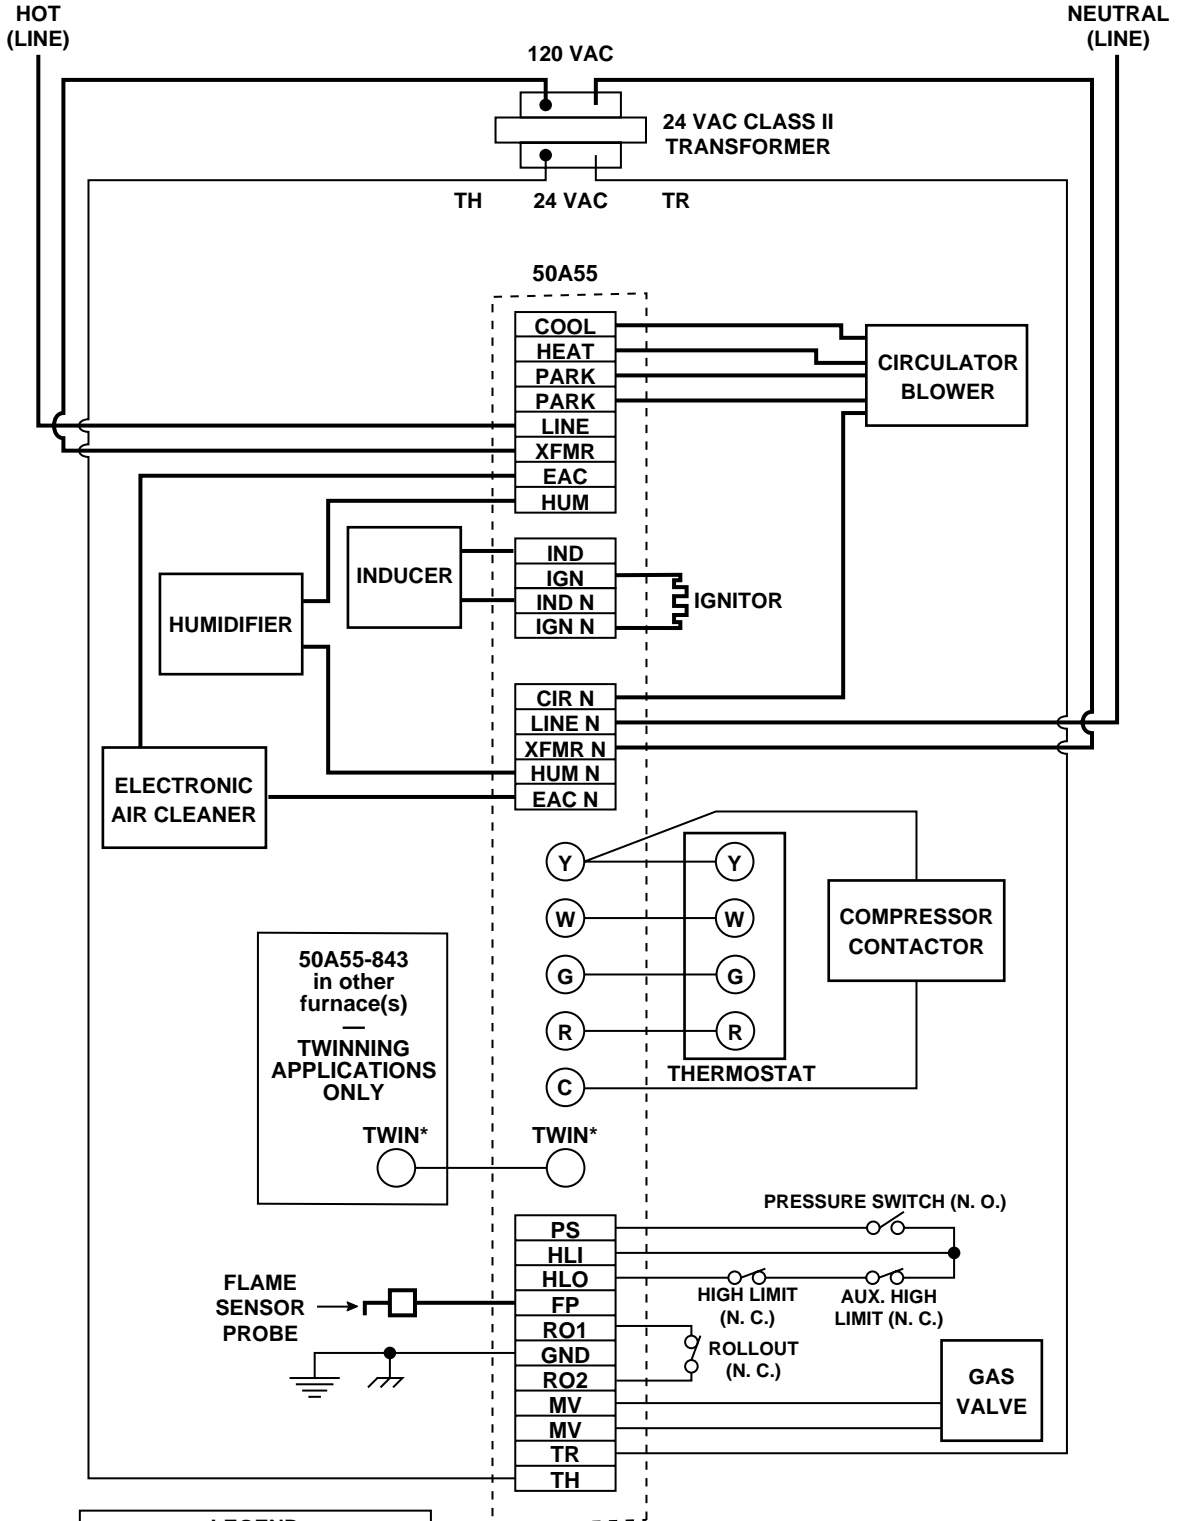 HOT
(LINE)
NEUTRAL
(LINE)
120 VAC
24 VAC CLASS II
TRANSFORMER
TH
24 VAC
TR
50A55
COOL
HEAT
PARK
PARK
LINE
XFMR
EAC
HUM
CIRCULATOR
BLOWER
IND
IGN
IND N
IGN N
INDUCER
IGNITOR
HUMIDIFIER
CIR N
LINE N
XFMR N
HUM N
EAC N
ELECTRONIC
AIR CLEANER
Y
W
G
R
C
Y
W
G
R
THERMOSTAT
COMPRESSOR
CONTACTOR
50A55-843
in other
furnace(s)
—
TWINNING
APPLICATIONS
ONLY
TWIN*
TWIN*
PRESSURE SWITCH (N. O.)
PS
HLI
HLO
FP
RO1
GND
RO2
MV
MV
TR
TH
FLAME
SENSOR
PROBE
HIGH LIMIT
(N. C.)
AUX. HIGH
LIMIT (N. C.)
ROLLOUT
(N. C.)
GAS
VALVE
LEGEND